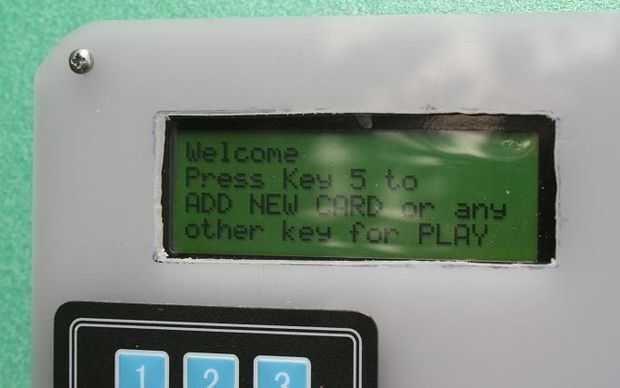 Welcome
Press Key 5 to
ADD NEW CARD or any
other key for PLAY
1 2 3